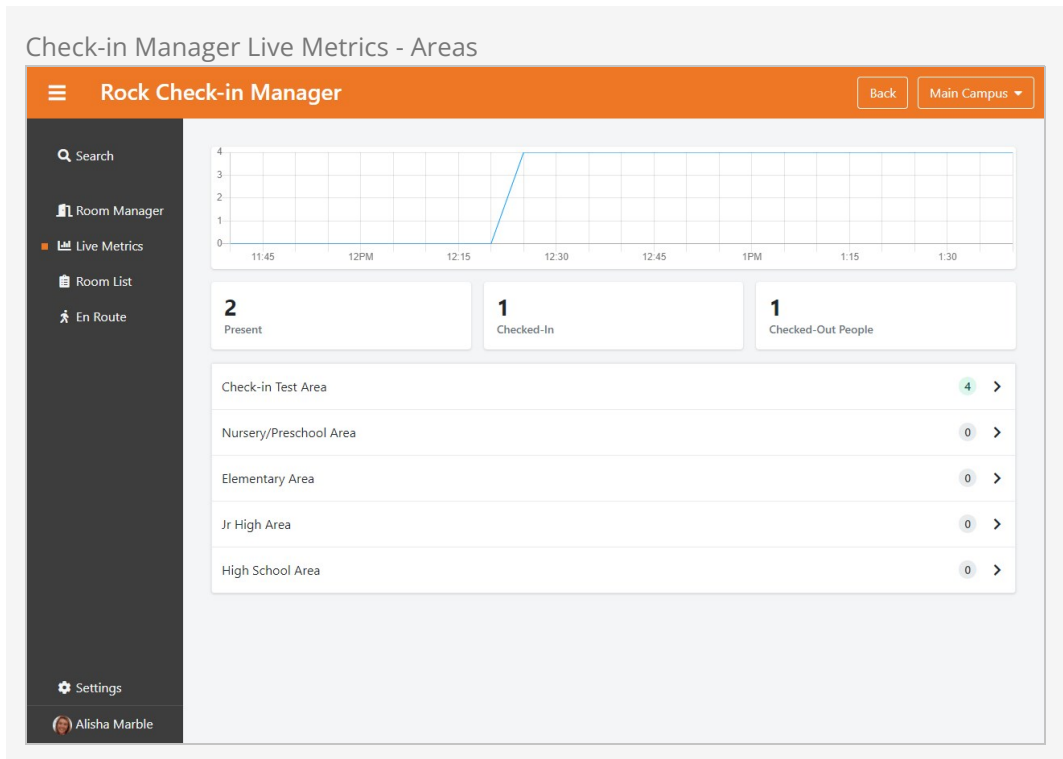 Check-in Manager Live Metrics - Areas
Rock Check-in Manager
Back
Main Campus
Search
Room Manager
Live Metrics
Room List
En Route
4
3
2
1
0
11:45 12PM 12:15 12:30 12:45 1PM 1:15 1:30
2
Present
1
Checked-In
1
Checked-Out People
Check-in Test Area 4
Nursery/Preschool Area 0
Elementary Area 0
Jr High Area 0
High School Area 0
Settings
Alisha Marble